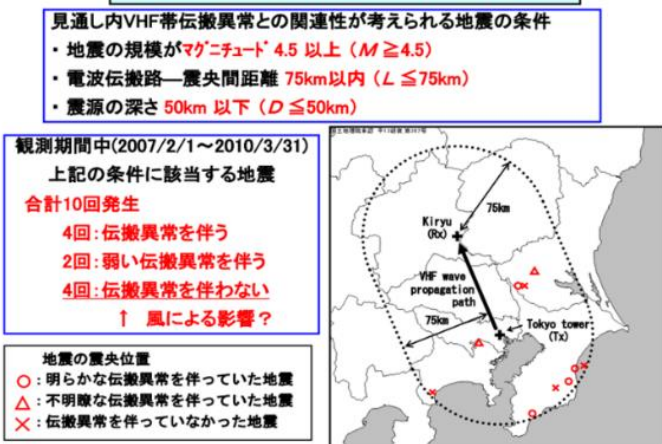 見通し内VHF帯伝搬異常との関連性が考えられる地震の条件
・地震の規模がマグニチュード 4.5 以上（M ≧4.5）
・電波伝搬路―震央間距離 75km以内（L ≦75km）
・震源の深さ 50km 以下（D ≦50km）
観測期間中(2007/2/1～2010/3/31)
上記の条件に該当する地震
合計10回発生
4回：伝搬異常を伴う
2回：弱い伝搬異常を伴う
4回：伝搬異常を伴わない
↑ 風による影響？
地震の震央位置
○：明らかな伝搬異常を伴っていた地震
△：不明瞭な伝搬異常を伴っていた地震
×：伝搬異常を伴っていなかった地震
75km
Kiryu
(Rx)
VHF wave
propagation
path
75km
Tokyo tower
(Tx)